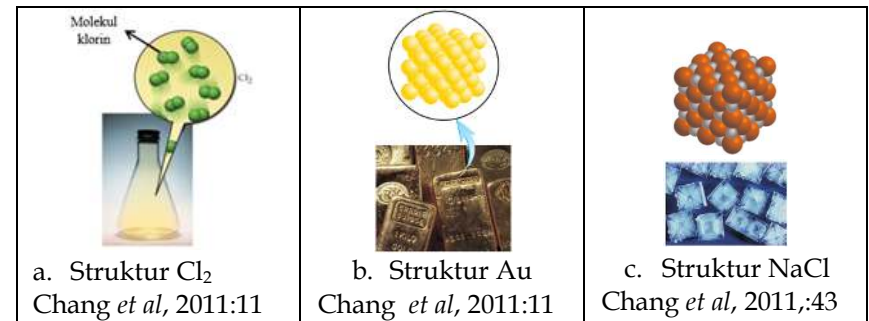 Molekul
klorin
Cl₂
a. Struktur Cl₂
Chang et al, 2011:11
b. Struktur Au
Chang et al, 2011:11
c. Struktur NaCl
Chang et al, 2011,:43